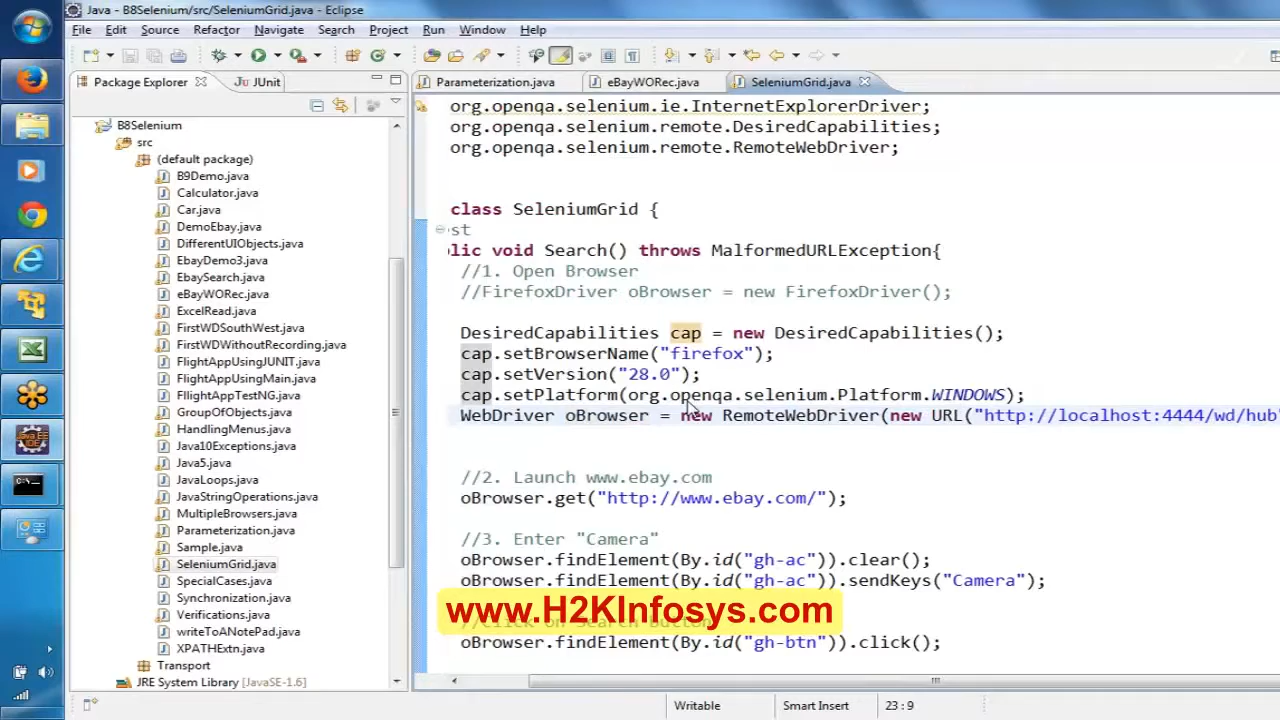 Java - B8Selenium/src/SeleniumGrid.java - Eclipse
File Edit Source Refactor Navigate Search Project Run Window Help
Package Explorer JUnit
Parameterization.java eBayWORec.java SeleniumGrid.java
B8Selenium
src
(default package)
B9Demo.java
Calculator.java
Car.java
DemoEbay.java
DifferentUIObjects.java
EbayDemo3.java
EbaySearch.java
eBayWORec.java
ExcelRead.java
FirstWDSouthWest.java
FirstWDWithoutRecording.java
FlightAppUsingJUNIT.java
FlightAppUsingMain.java
FllightAppTestNG.java
GroupOfObjects.java
HandlingMenus.java
Java10Exceptions.java
Java5.java
JavaLoops.java
JavaStringOperations.java
MultipleBrowsers.java
Parameterization.java
Sample.java
SeleniumGrid.java
SpecialCases.java
Synchronization.java
Verifications.java
writeToANotePad.java
XPATHExtn.java
Transport
JRE System Library [JavaSE-1.6]
org.openqa.selenium.ie.InternetExplorerDriver;
org.openqa.selenium.remote.DesiredCapabilities;
org.openqa.selenium.remote.RemoteWebDriver;
class SeleniumGrid {
st
lic void Search() throws MalformedURLException{
//1. Open Browser
//FirefoxDriver oBrowser = new FirefoxDriver();
DesiredCapabilities cap = new DesiredCapabilities();
cap.setBrowserName("firefox");
cap.setVersion("28.0");
cap.setPlatform(org.openqa.selenium.Platform.WINDOWS);
WebDriver oBrowser = new RemoteWebDriver(new URL("http://localhost:4444/wd/hub"
//2. Launch www.ebay.com
oBrowser.get("http://www.ebay.com/");
//3. Enter "Camera"
oBrowser.findElement(By.id("gh-ac")).clear();
oBrowser.findElement(By.id("gh-ac")).sendKeys("Camera");
www.H2KInfosys.com
//Click on Search button
oBrowser.findElement(By.id("gh-btn")).click();
Writable Smart Insert 23 : 9